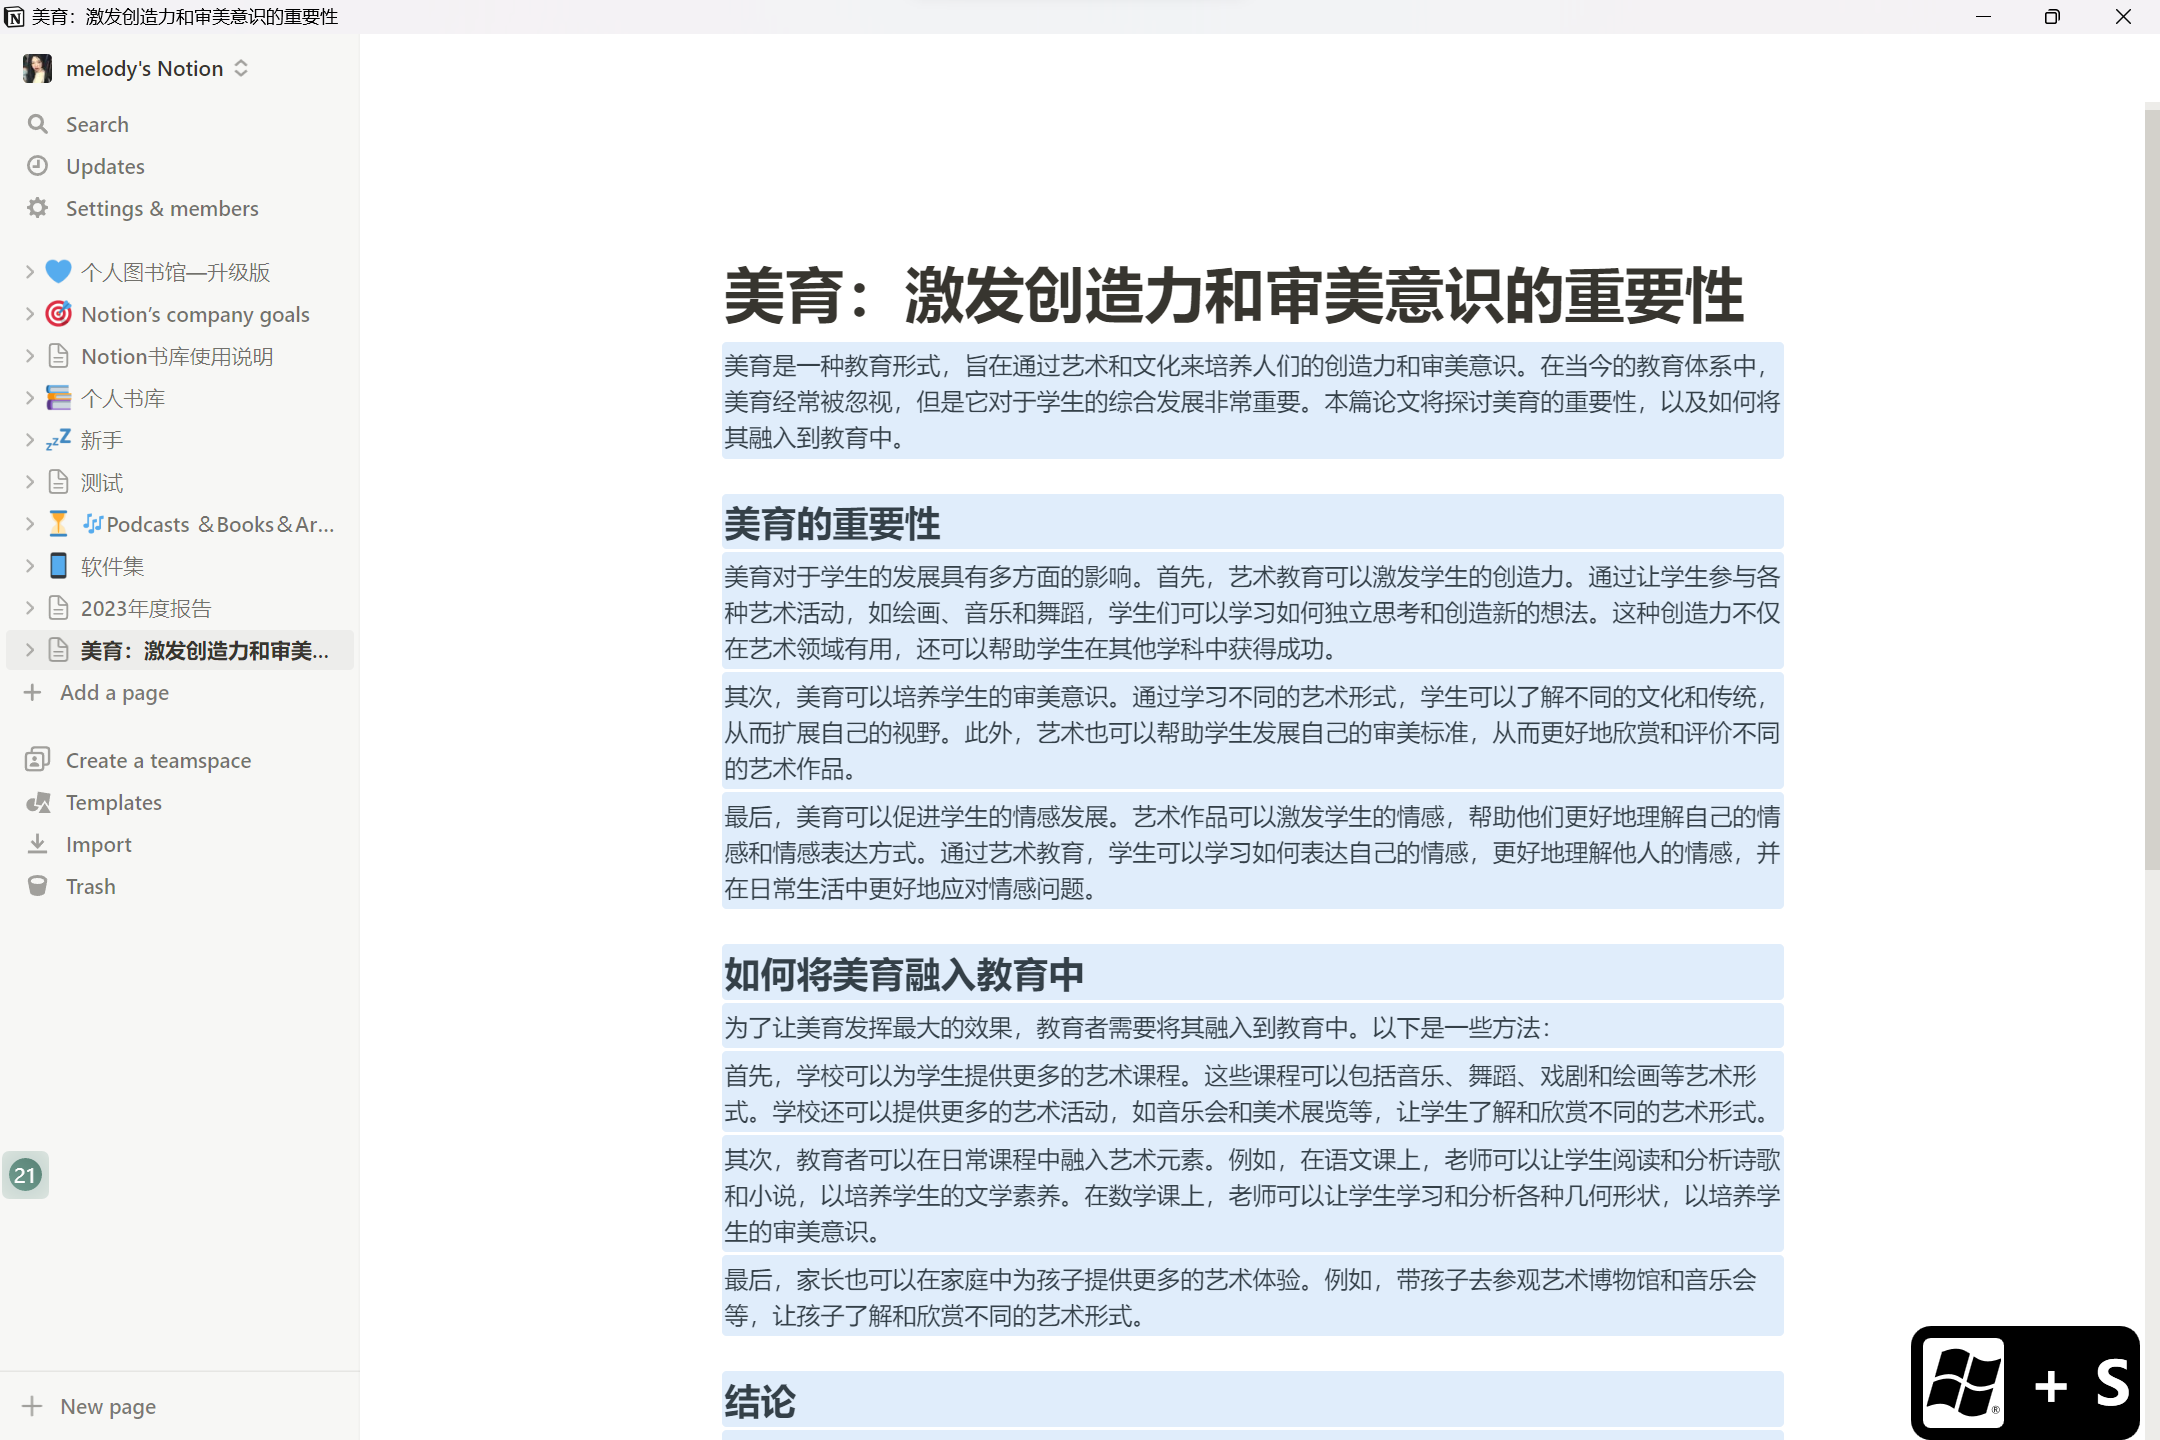 美育：激发创造力和审美意识的重要性
melody's Notion
Search
Updates
Settings & members
个人图书馆—升级版
Notion’s company goals
Notion书库使用说明
个人书库
新手
测试
🎶Podcasts ＆Books＆Ar...
软件集
2023年度报告
美育：激发创造力和审美...
Add a page
Create a teamspace
Templates
Import
Trash
21
New page
美育：激发创造力和审美意识的重要性
美育是一种教育形式，旨在通过艺术和文化来培养人们的创造力和审美意识。在当今的教育体系中，
美育经常被忽视，但是它对于学生的综合发展非常重要。本篇论文将探讨美育的重要性，以及如何将
其融入到教育中。
美育的重要性
美育对于学生的发展具有多方面的影响。首先，艺术教育可以激发学生的创造力。通过让学生参与各
种艺术活动，如绘画、音乐和舞蹈，学生们可以学习如何独立思考和创造新的想法。这种创造力不仅
在艺术领域有用，还可以帮助学生在其他学科中获得成功。
其次，美育可以培养学生的审美意识。通过学习不同的艺术形式，学生可以了解不同的文化和传统，
从而扩展自己的视野。此外，艺术也可以帮助学生发展自己的审美标准，从而更好地欣赏和评价不同
的艺术作品。
最后，美育可以促进学生的情感发展。艺术作品可以激发学生的情感，帮助他们更好地理解自己的情
感和情感表达方式。通过艺术教育，学生可以学习如何表达自己的情感，更好地理解他人的情感，并
在日常生活中更好地应对情感问题。
如何将美育融入教育中
为了让美育发挥最大的效果，教育者需要将其融入到教育中。以下是一些方法：
首先，学校可以为学生提供更多的艺术课程。这些课程可以包括音乐、舞蹈、戏剧和绘画等艺术形
式。学校还可以提供更多的艺术活动，如音乐会和美术展览等，让学生了解和欣赏不同的艺术形式。
其次，教育者可以在日常课程中融入艺术元素。例如，在语文课上，老师可以让学生阅读和分析诗歌
和小说，以培养学生的文学素养。在数学课上，老师可以让学生学习和分析各种几何形状，以培养学
生的审美意识。
最后，家长也可以在家庭中为孩子提供更多的艺术体验。例如，带孩子去参观艺术博物馆和音乐会
等，让孩子了解和欣赏不同的艺术形式。
结论
+ S